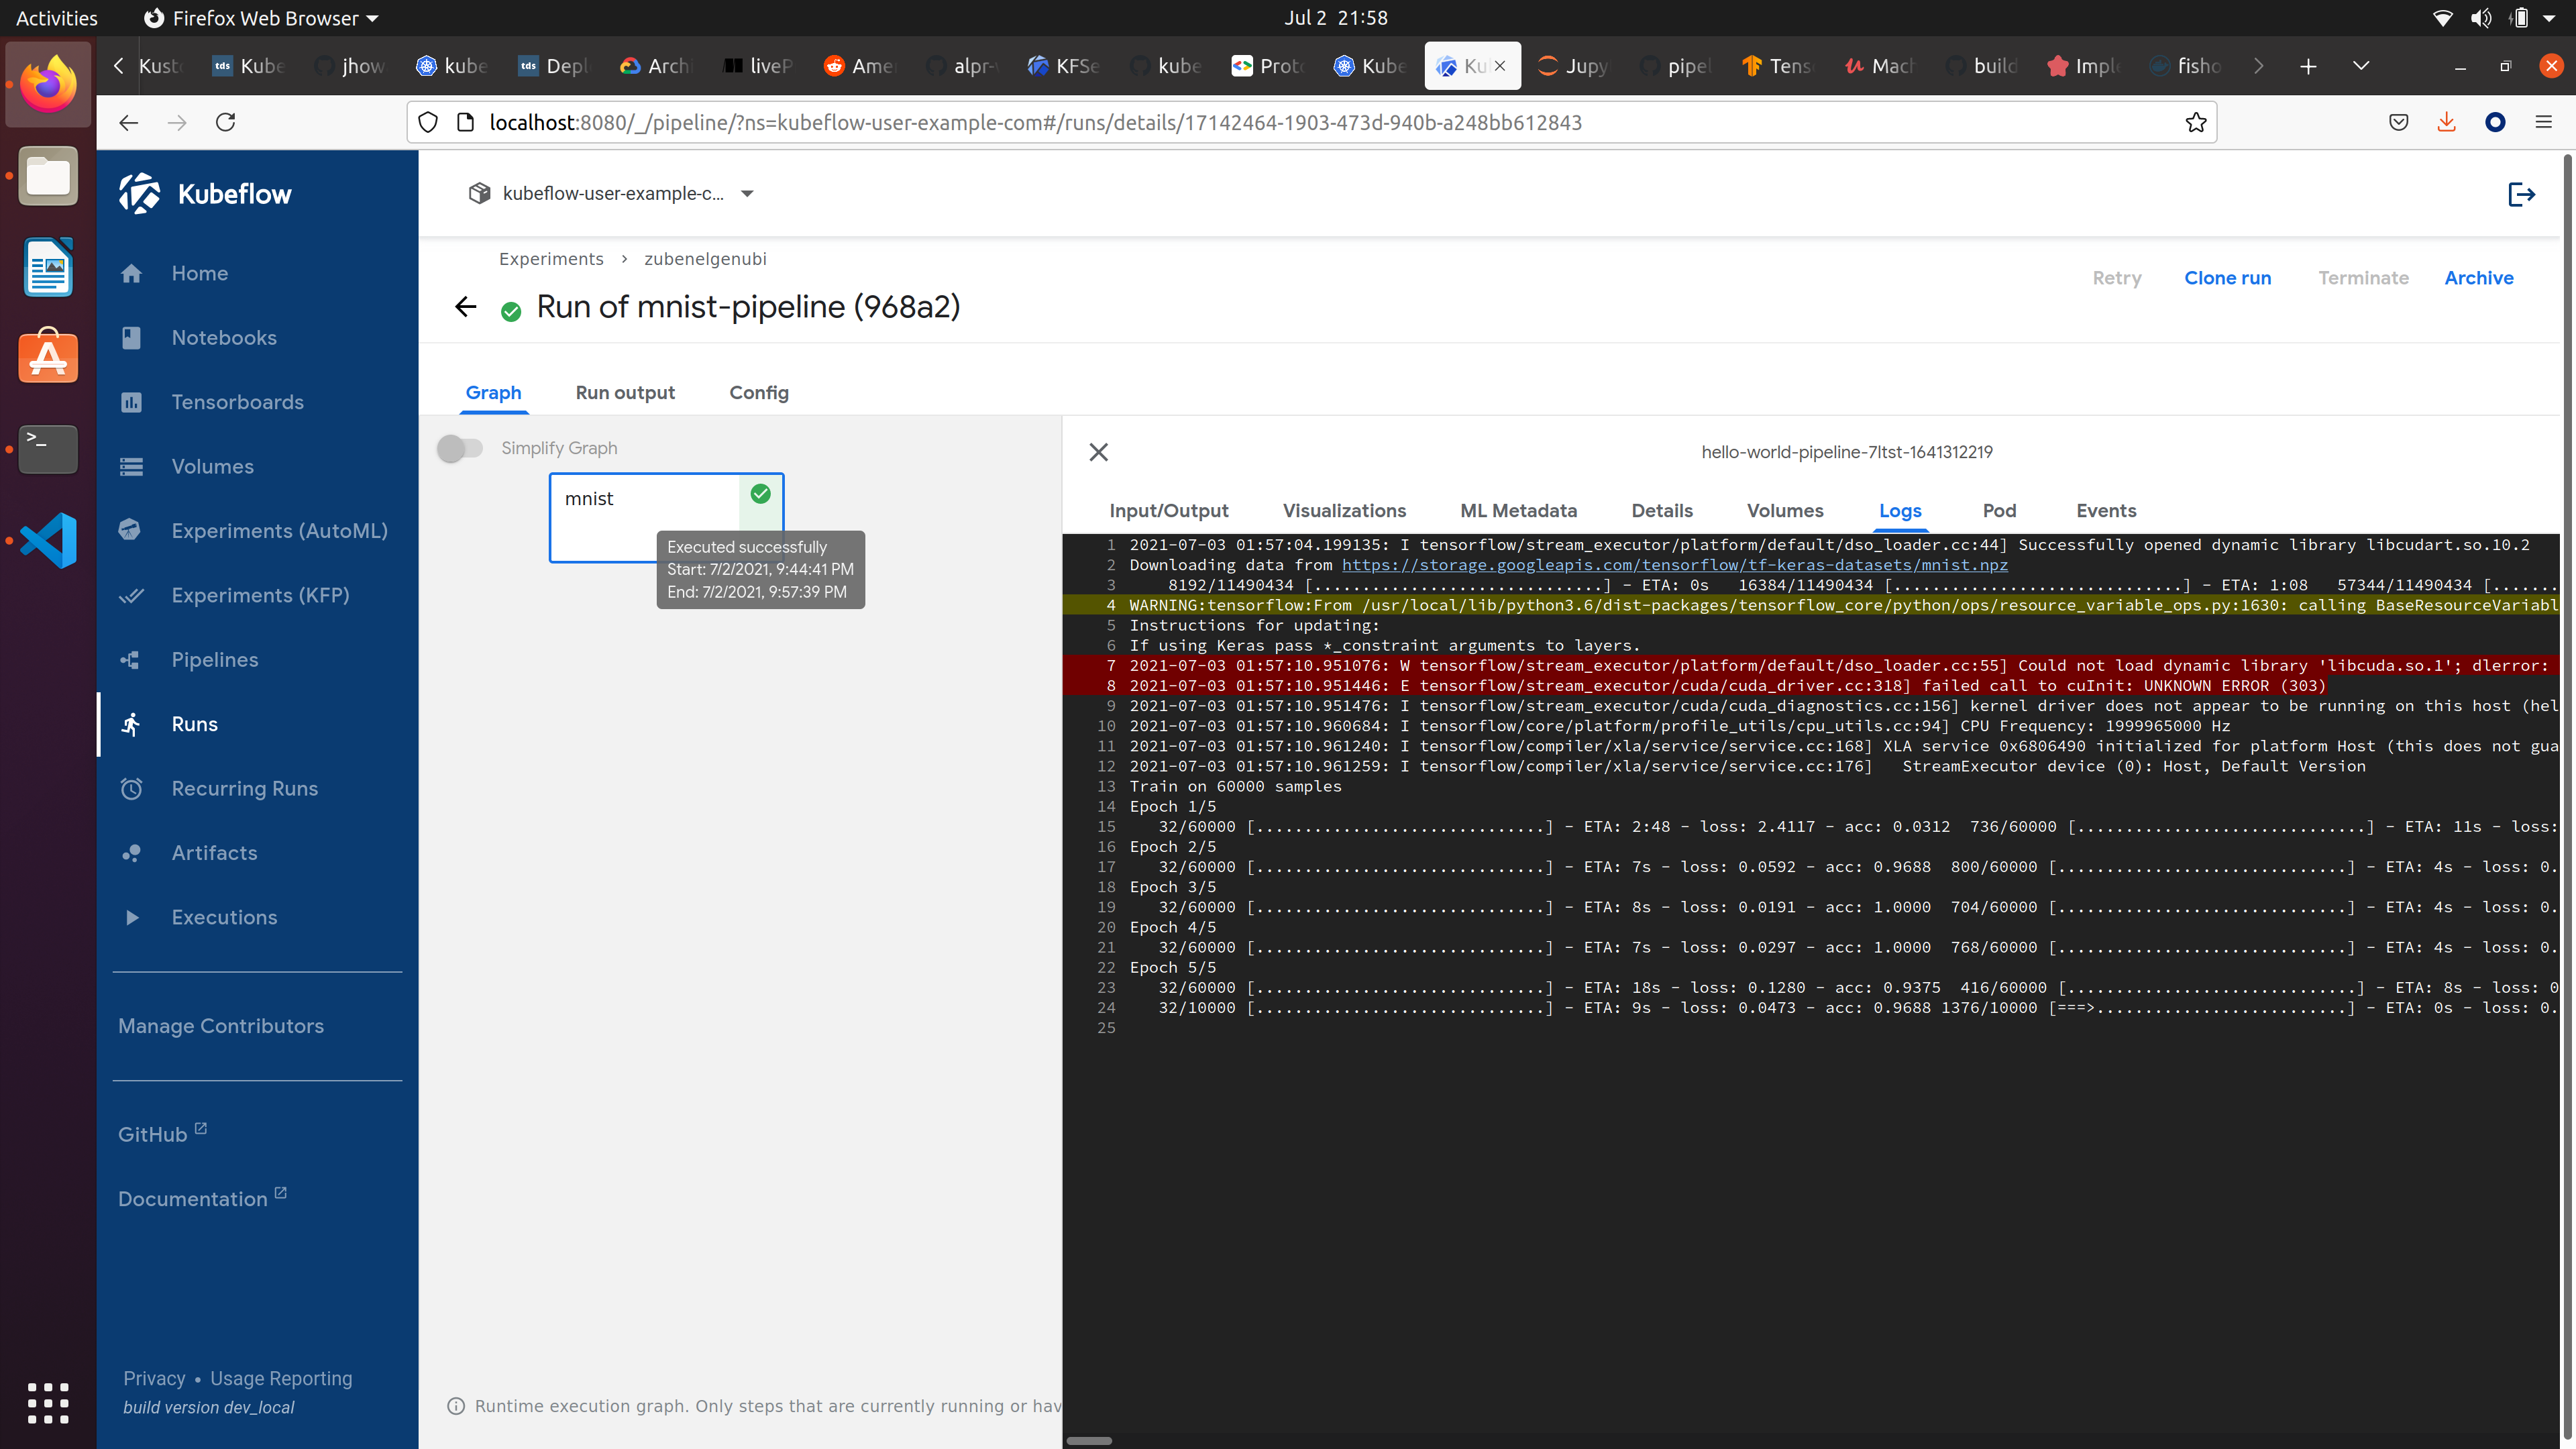 Activities
Firefox Web Browser
Jul 2 21:58
Kusto
tds Kube
jhow
kube
tds Depl
Archi
liveP
Ame
alpr-v
KFSe
kube
Proto
Kube
Ku
Jupy
pipel
Tens
Mach
build
Imple
fisho
localhost:8080/_/pipeline/?ns=kubeflow-user-example-com#/runs/details/17142464-1903-473d-940b-a248bb612843
Kubeflow
kubeflow-user-example-c...
Home
Notebooks
Tensorboards
Volumes
Experiments (AutoML)
Experiments (KFP)
Pipelines
Runs
Recurring Runs
Artifacts
Executions
Manage Contributors
GitHub
Documentation
Privacy • Usage Reporting
build version dev_local
Experiments > zubenelgenubi
Run of mnist-pipeline (968a2)
Retry
Clone run
Terminate
Archive
Graph
Run output
Config
Simplify Graph
mnist
Executed successfully
Start: 7/2/2021, 9:44:41 PM
End: 7/2/2021, 9:57:39 PM
Runtime execution graph. Only steps that are currently running or hav
hello-world-pipeline-7ltst-1641312219
Input/Output
Visualizations
ML Metadata
Details
Volumes
Logs
Pod
Events
1 2021-07-03 01:57:04.199135: I tensorflow/stream_executor/platform/default/dso_loader.cc:44] Successfully opened dynamic library libcudart.so.10.2
2 Downloading data from https://storage.googleapis.com/tensorflow/tf-keras-datasets/mnist.npz
3 8192/11490434 [..............................] - ETA: 0s 16384/11490434 [..............................] - ETA: 1:08 57344/11490434 [.......
4 WARNING:tensorflow:From /usr/local/lib/python3.6/dist-packages/tensorflow_core/python/ops/resource_variable_ops.py:1630: calling BaseResourceVariabl
5 Instructions for updating:
6 If using Keras pass *_constraint arguments to layers.
7 2021-07-03 01:57:10.951076: W tensorflow/stream_executor/platform/default/dso_loader.cc:55] Could not load dynamic library 'libcuda.so.1'; dlerror:
8 2021-07-03 01:57:10.951446: E tensorflow/stream_executor/cuda/cuda_driver.cc:318] failed call to cuInit: UNKNOWN ERROR (303)
9 2021-07-03 01:57:10.951476: I tensorflow/stream_executor/cuda/cuda_diagnostics.cc:156] kernel driver does not appear to be running on this host (hel
10 2021-07-03 01:57:10.960684: I tensorflow/core/platform/profile_utils/cpu_utils.cc:94] CPU Frequency: 1999965000 Hz
11 2021-07-03 01:57:10.961240: I tensorflow/compiler/xla/service/service.cc:168] XLA service 0x6806490 initialized for platform Host (this does not gua
12 2021-07-03 01:57:10.961259: I tensorflow/compiler/xla/service/service.cc:176] StreamExecutor device (0): Host, Default Version
13 Train on 60000 samples
14 Epoch 1/5
15 32/60000 [..............................] - ETA: 2:48 - loss: 2.4117 - acc: 0.0312 736/60000 [..............................] - ETA: 11s - loss:
16 Epoch 2/5
17 32/60000 [..............................] - ETA: 7s - loss: 0.0592 - acc: 0.9688 800/60000 [..............................] - ETA: 4s - loss: 0.
18 Epoch 3/5
19 32/60000 [..............................] - ETA: 8s - loss: 0.0191 - acc: 1.0000 704/60000 [..............................] - ETA: 4s - loss: 0.
20 Epoch 4/5
21 32/60000 [..............................] - ETA: 7s - loss: 0.0297 - acc: 1.0000 768/60000 [..............................] - ETA: 4s - loss: 0.
22 Epoch 5/5
23 32/60000 [..............................] - ETA: 18s - loss: 0.1280 - acc: 0.9375 416/60000 [..............................] - ETA: 8s - loss: 0
24 32/10000 [..............................] - ETA: 9s - loss: 0.0473 - acc: 0.9688 1376/10000 [===>..........................] - ETA: 0s - loss: 0.
25